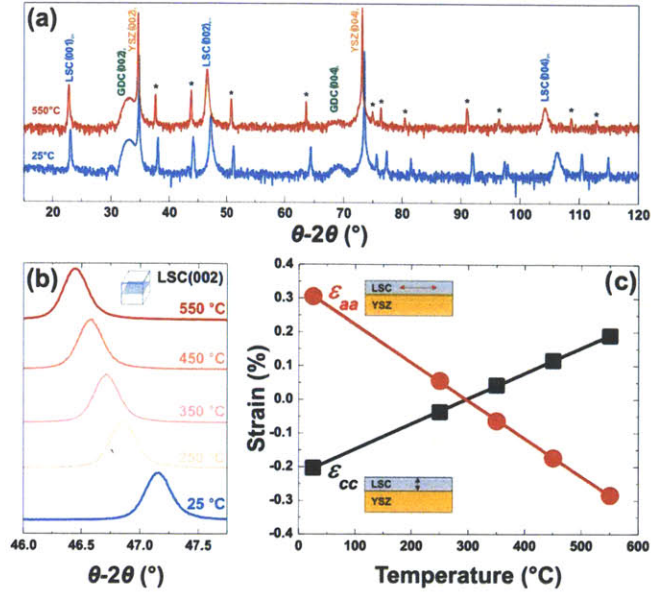 (a)
LSC(001)
GDC(002)
YSZ(002)
LSC(002)
GDC(004)
YSZ(004)
LSC(004)
* * * * * * * * * * *
550°C
25°C
20 30 40 50 60 70 80 90 100 110 120
θ-2θ (°)
(b)
LSC(002)
550 °C
450 °C
350 °C
250 °C
25 °C
46.0 46.5 47.0 47.5
θ-2θ (°)
(c)
0.4
0.3
0.2
0.1
0.0
-0.1
-0.2
-0.3
-0.4
Strain (%)
εaa
LSC
YSZ
εcc
LSC
YSZ
0 100 200 300 400 500 600
Temperature (°C)